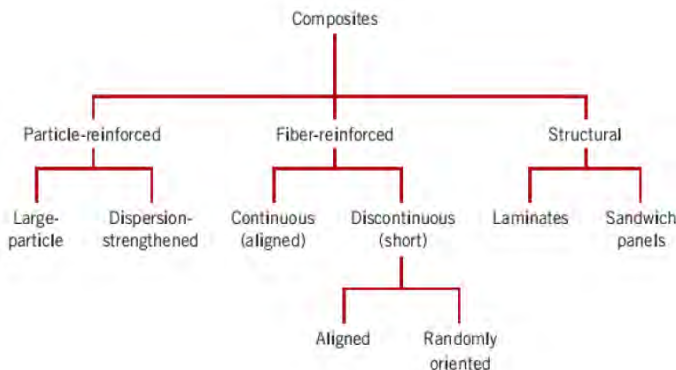 Composites
Particle-reinforced
Fiber-reinforced
Structural
Large-
particle
Dispersion-
strengthened
Continuous
(aligned)
Discontinuous
(short)
Laminates
Sandwich
panels
Aligned
Randomly
oriented